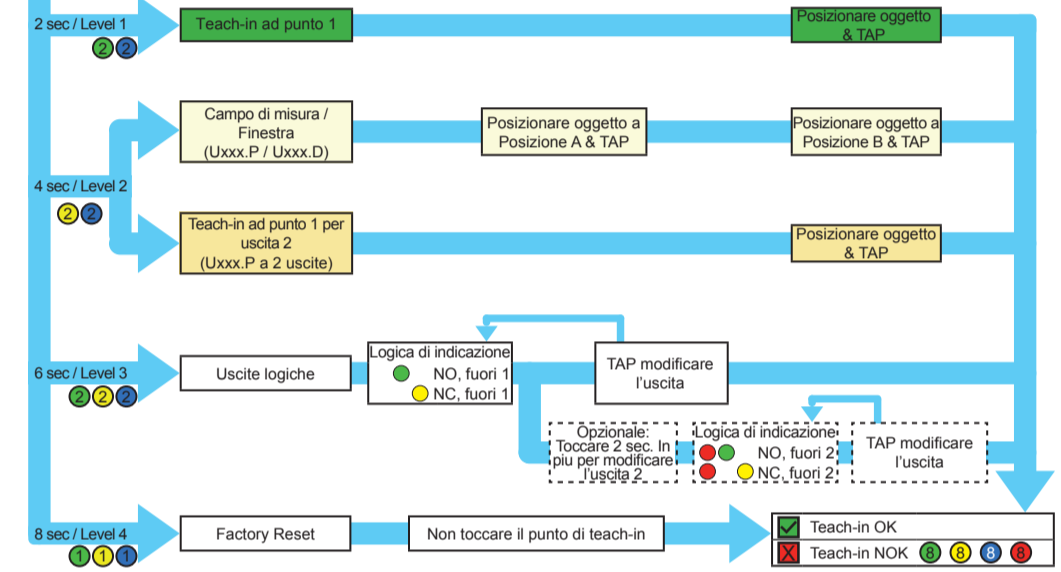 2 sec / Level 1
2 2
Teach-in ad punto 1
Posizionare oggetto
& TAP
4 sec / Level 2
2 2
Campo di misura /
Finestra
(Uxxx.P / Uxxx.D)
Posizionare oggetto a
Posizione A & TAP
Posizionare oggetto a
Posizione B & TAP
Teach-in ad punto 1 per
uscita 2
(Uxxx.P a 2 uscite)
Posizionare oggetto
& TAP
6 sec / Level 3
2 2 2
Uscite logiche
Logica di indicazione
NO, fuori 1
NC, fuori 1
TAP modificare
l'uscita
Opzionale:
Toccare 2 sec. In
piu per modificare
l'uscita 2
Logica di indicazione
NO, fuori 2
NC, fuori 2
TAP modificare
l'uscita
8 sec / Level 4
1 1 1
Factory Reset
Non toccare il punto di teach-in
Teach-in OK
X Teach-in NOK 8 8 8 8